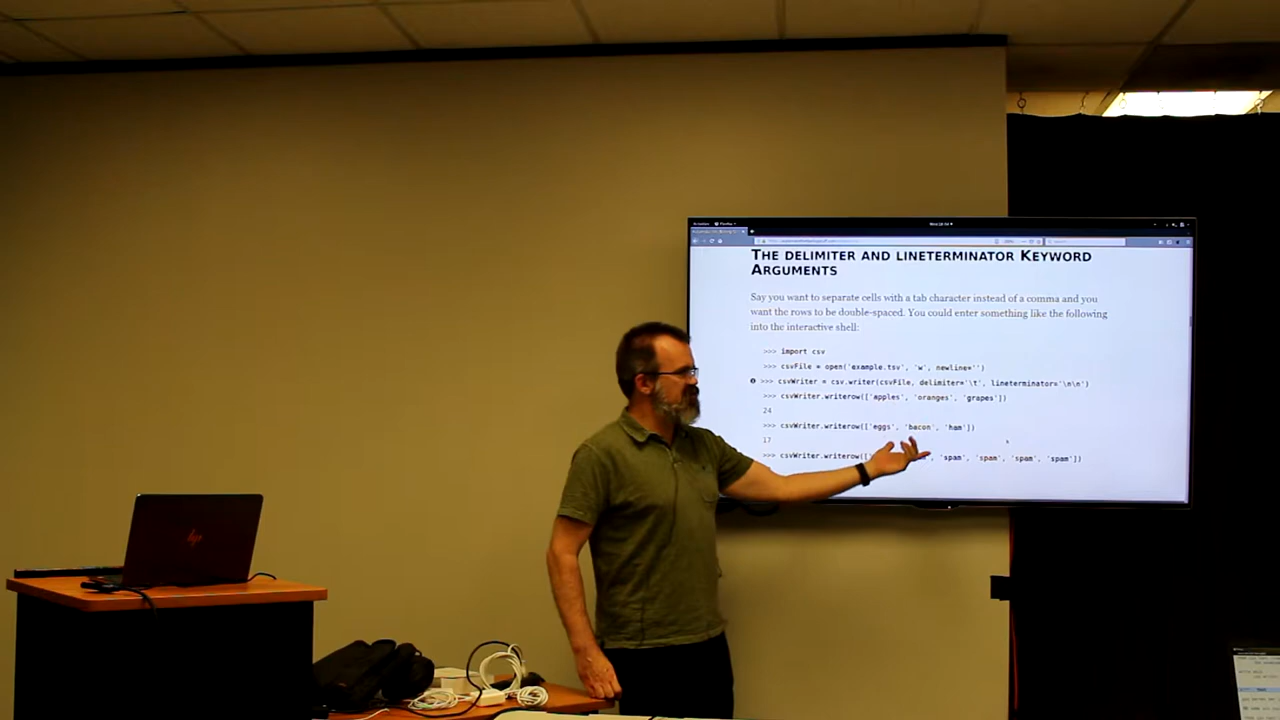 THE DELIMITER AND LINETERMINATOR KEYWORD
ARGUMENTS
Say you want to separate cells with a tab character instead of a comma and you
want the rows to be double-spaced. You could enter something like the following
into the interactive shell:
>>> import csv
>>> csvFile = open('example.tsv', 'w', newline='')
>>> csvWriter = csv.writer(csvFile, delimiter='\t', lineterminator='\n\n')
>>> csvWriter.writerow(['apples', 'oranges', 'grapes'])
24
>>> csvWriter.writerow(['eggs', 'bacon', 'ham'])
17
>>> csvWriter.writerow(['spam', 'spam', 'spam', 'spam'])
hp